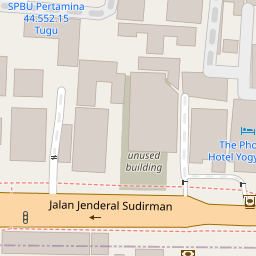 SPBU Pertamina
44.552.15
Tugu
The Pho
Hotel Yogy
unused
building
Jalan Jenderal Sudirman